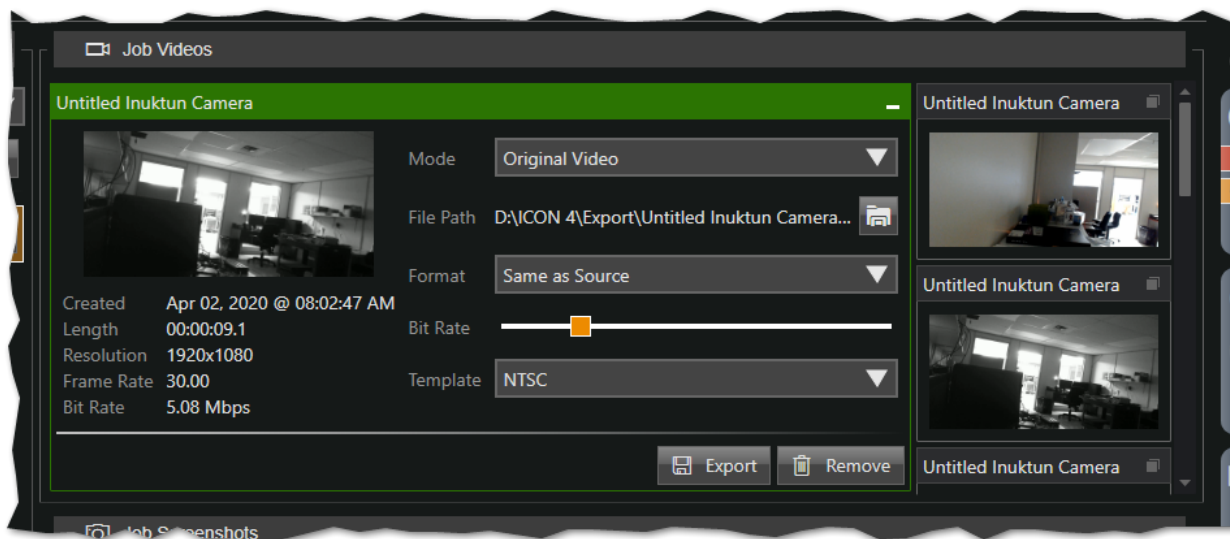 Job Videos
Untitled Inuktun Camera
Mode Original Video
File Path D:\ICON 4\Export\Untitled Inuktun Camera...
Format Same as Source
Created Apr 02, 2020 @ 08:02:47 AM
Length 00:00:09.1
Resolution 1920x1080
Frame Rate 30.00
Bit Rate 5.08 Mbps
Bit Rate
Template NTSC
Export Remove
Untitled Inuktun Camera
Untitled Inuktun Camera
Untitled Inuktun Camera
Job Screenshots